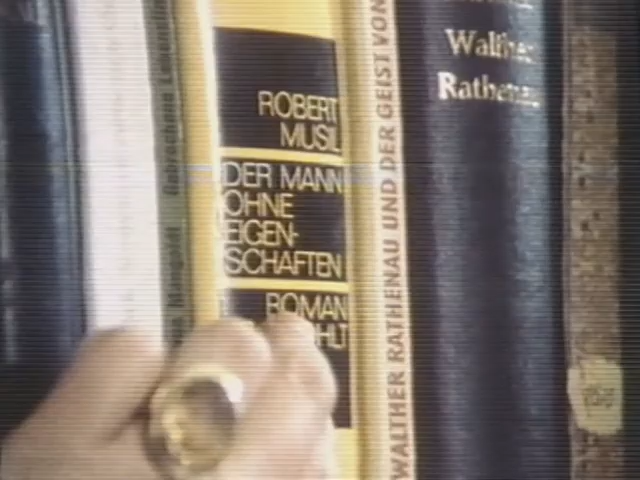 ROBERT
MUSIL
DER MANN
OHNE
EIGEN-
SCHAFTEN
ROMAN
WALTHER RATHENAU UND DER GEIST VON
Walther
Rathenau